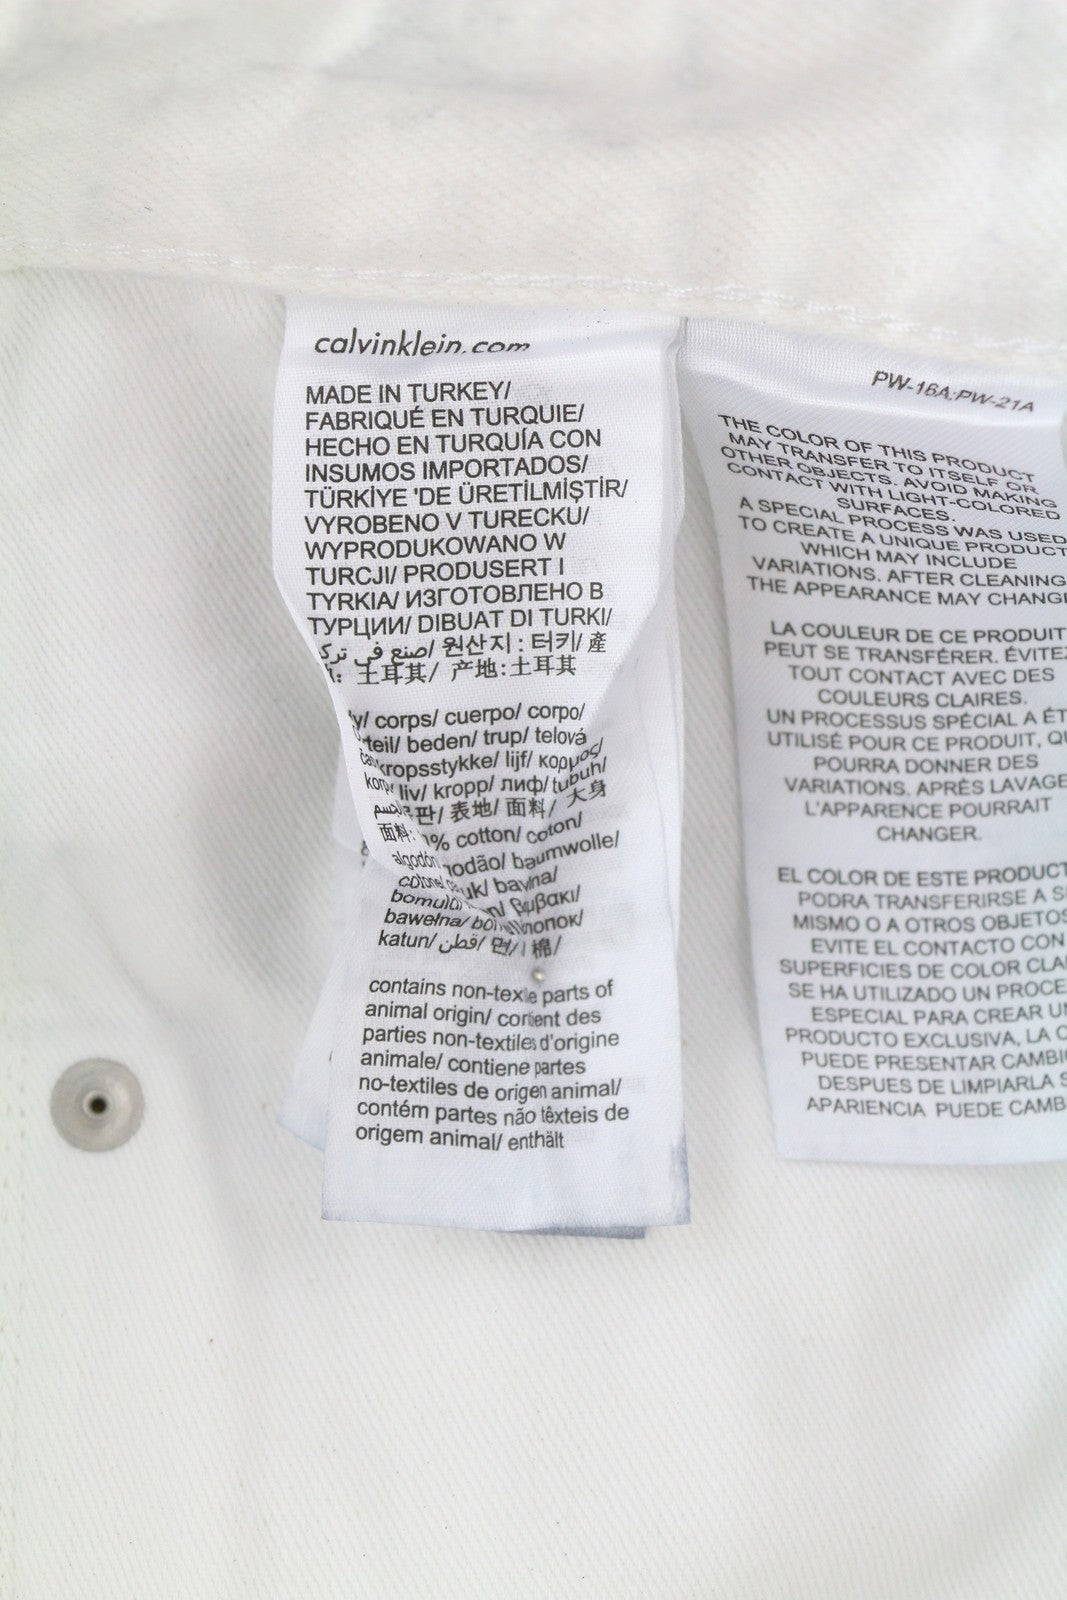 calvinklein.com
MADE IN TURKEY/
FABRIQUÉ EN TURQUIE/
HECHO EN TURQUÍA CON
INSUMOS IMPORTADOS/
TÜRKİYE 'DE ÜRETİLMİŞTİR/
VYROBENO V TURECKU/
WYPRODUKOWANO W
TURCJI/ PRODUSERT I
TYRKIA/ ИЗГОТОВЛЕНО В
ТУРЦИИ/ DIBUAT DI TURKI/
صنع في ترك/ 원산지 : 터키/ 產
土耳其/ 产地:土耳其
corps/ cuerpo/ corpo/
beden/ trup/ telová
kropsstykke/ lijf/ κορμος/
liv/ kropp/ лиф/ tubuh/
판/ 表地/ 面料/ 大身
面料: cotton/ coton/
baumwolle/
bavlna/
βαμβακι/
bawełna/
katun/ قطن/ 면/ 棉/
contains non-textile parts of
animal origin/ contient des
parties non-textiles d'origine
animale/ contiene partes
no-textiles de origen animal/
contém partes não têxteis de
origem animal/ enthält
PW-16A;PW-21A
THE COLOR OF THIS PRODUCT
MAY TRANSFER TO ITSELF OR
OTHER OBJECTS. AVOID MAKING
CONTACT WITH LIGHT-COLORED
SURFACES.
A SPECIAL PROCESS WAS USED
TO CREATE A UNIQUE PRODUCT
WHICH MAY INCLUDE
VARIATIONS. AFTER CLEANING
THE APPEARANCE MAY CHANG
LA COULEUR DE CE PRODUIT
PEUT SE TRANSFÉRER. ÉVITEZ
TOUT CONTACT AVEC DES
COULEURS CLAIRES.
UN PROCESSUS SPÉCIAL A ÉT
UTILISÉ POUR CE PRODUIT, QU
POURRA DONNER DES
VARIATIONS. APRÈS LAVAGE
L'APPARENCE POURRAIT
CHANGER.
EL COLOR DE ESTE PRODUCT
PODRA TRANSFERIRSE A S
MISMO O A OTROS OBJETOS
EVITE EL CONTACTO CON
SUPERFICIES DE COLOR CLA
SE HA UTILIZADO UN PROCE
ESPECIAL PARA CREAR UN
PRODUCTO EXCLUSIVA, LA C
PUEDE PRESENTAR CAMBI
DESPUES DE LIMPIARLA S
APARIENCIA PUEDE CAMB